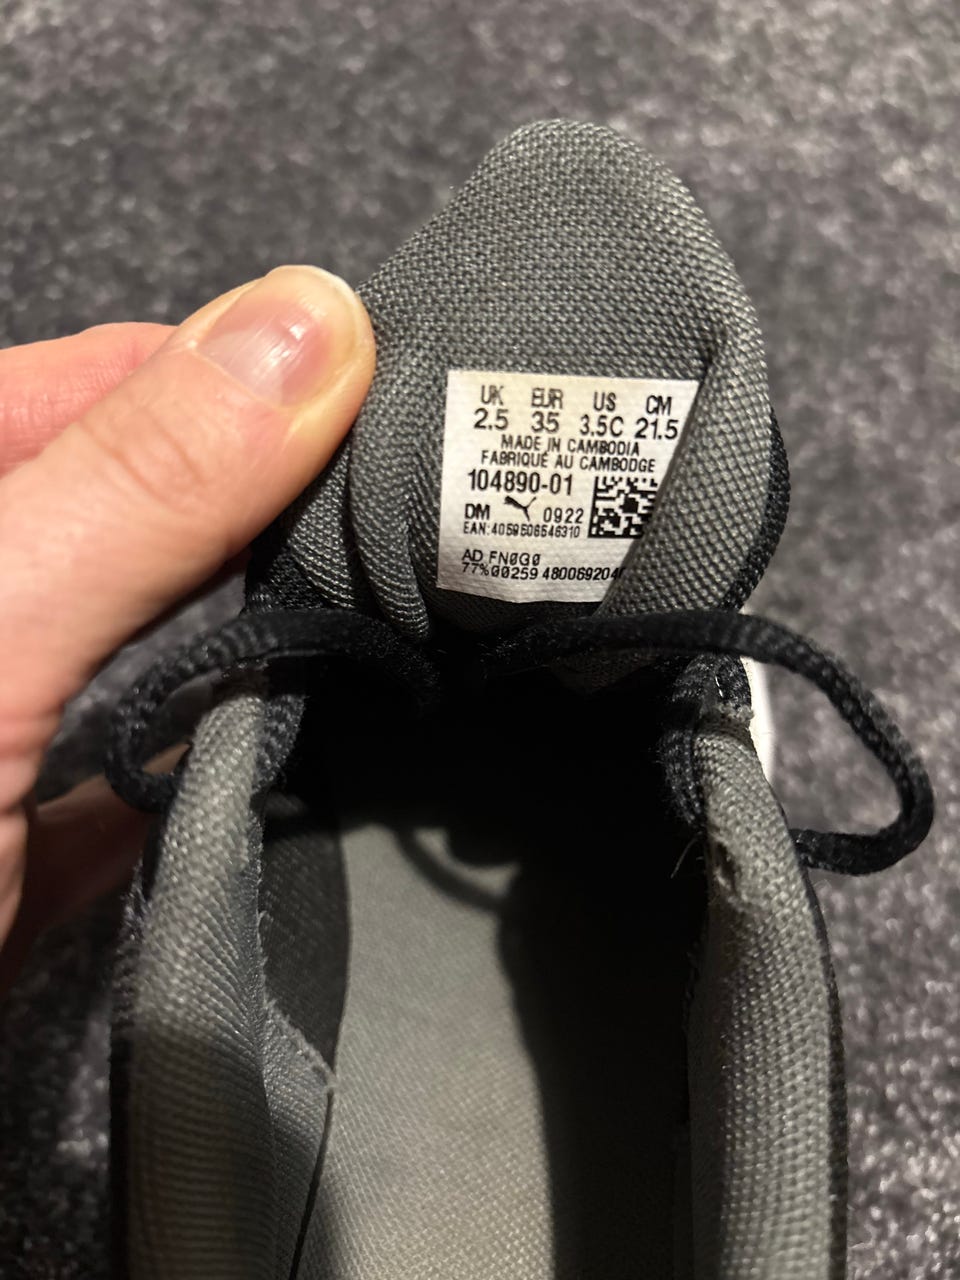 UK EUR US CM
2.5 35 3.5C 21.5
MADE IN CAMBODIA
FABRIQUÉ AU CAMBODGE
104890-01
DM 0922
EAN:4059506546310
AD FN0G0
77%00259 480069204